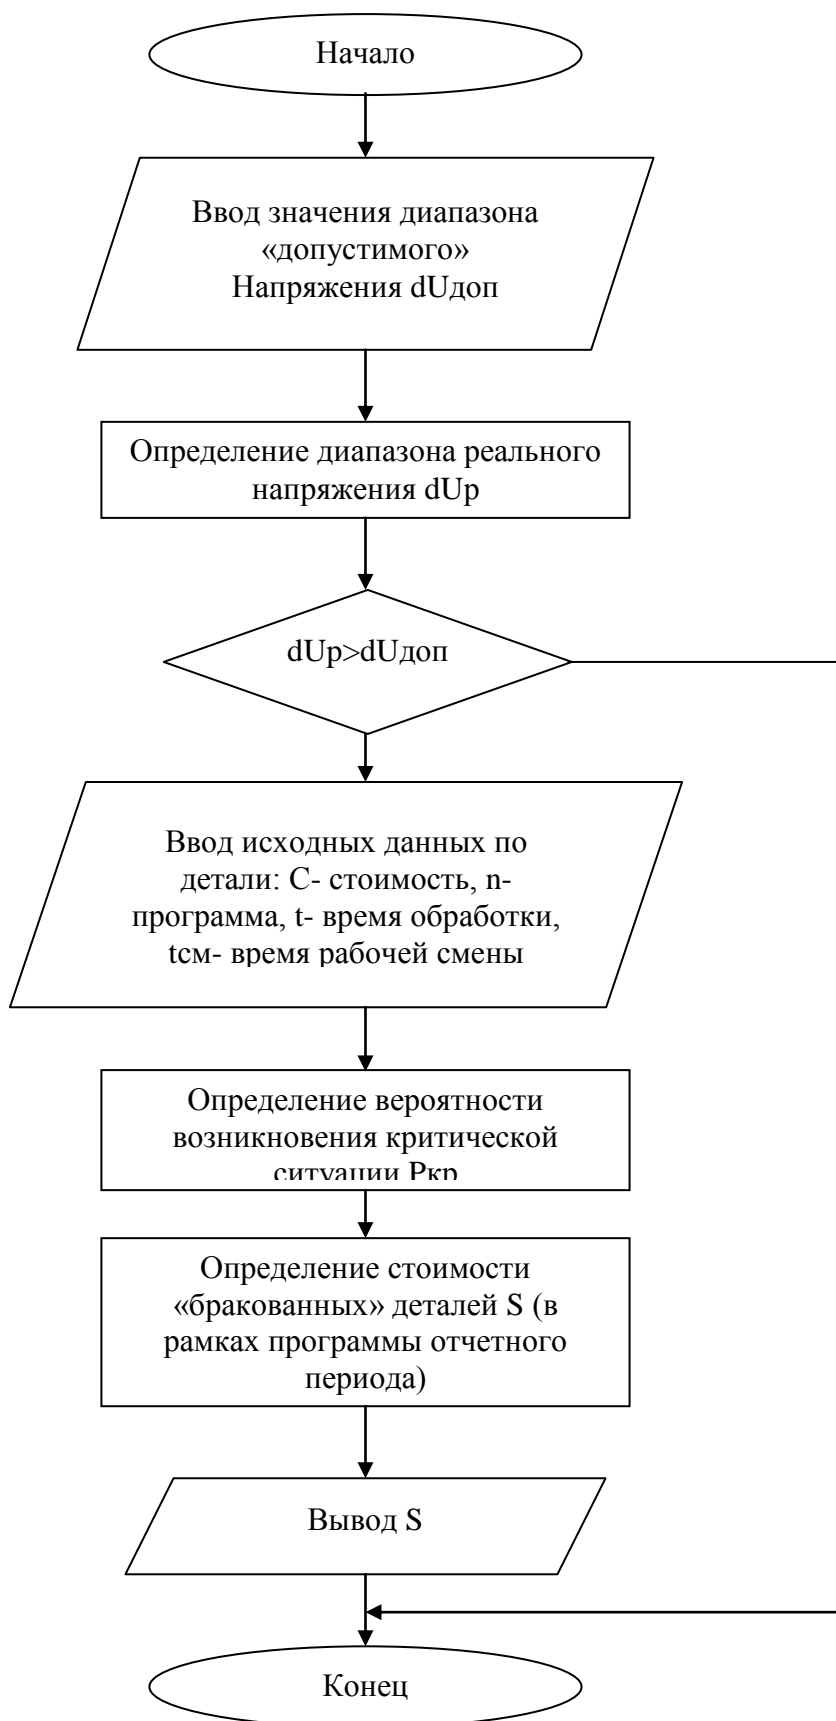 Начало
Ввод значения диапазона
«допустимого»
Напряжения dUдоп
Определение диапазона реального
напряжения dUр
dUр>dUдоп
Ввод исходных данных по
детали: С- стоимость, n-
программа, t- время обработки,
tсм- время рабочей смены
Определение вероятности
возникновения критической
ситуации Ркр
Определение стоимости
«бракованных» деталей S (в
рамках программы отчетного
периода)
Вывод S
Конец